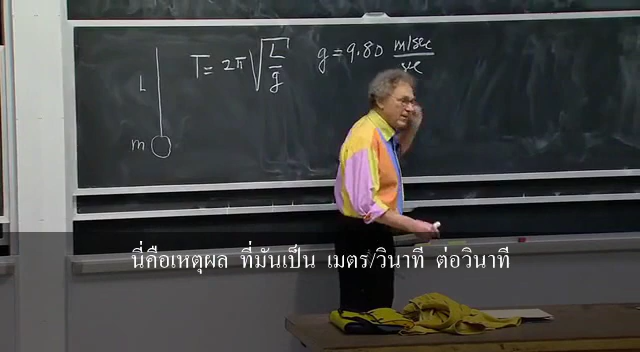 T = 2π √L/g   g = 9.80 m/sec/sec
L
m
นี่คือเหตุผล ที่มันเป็น เมตร/วินาที ต่อวินาที